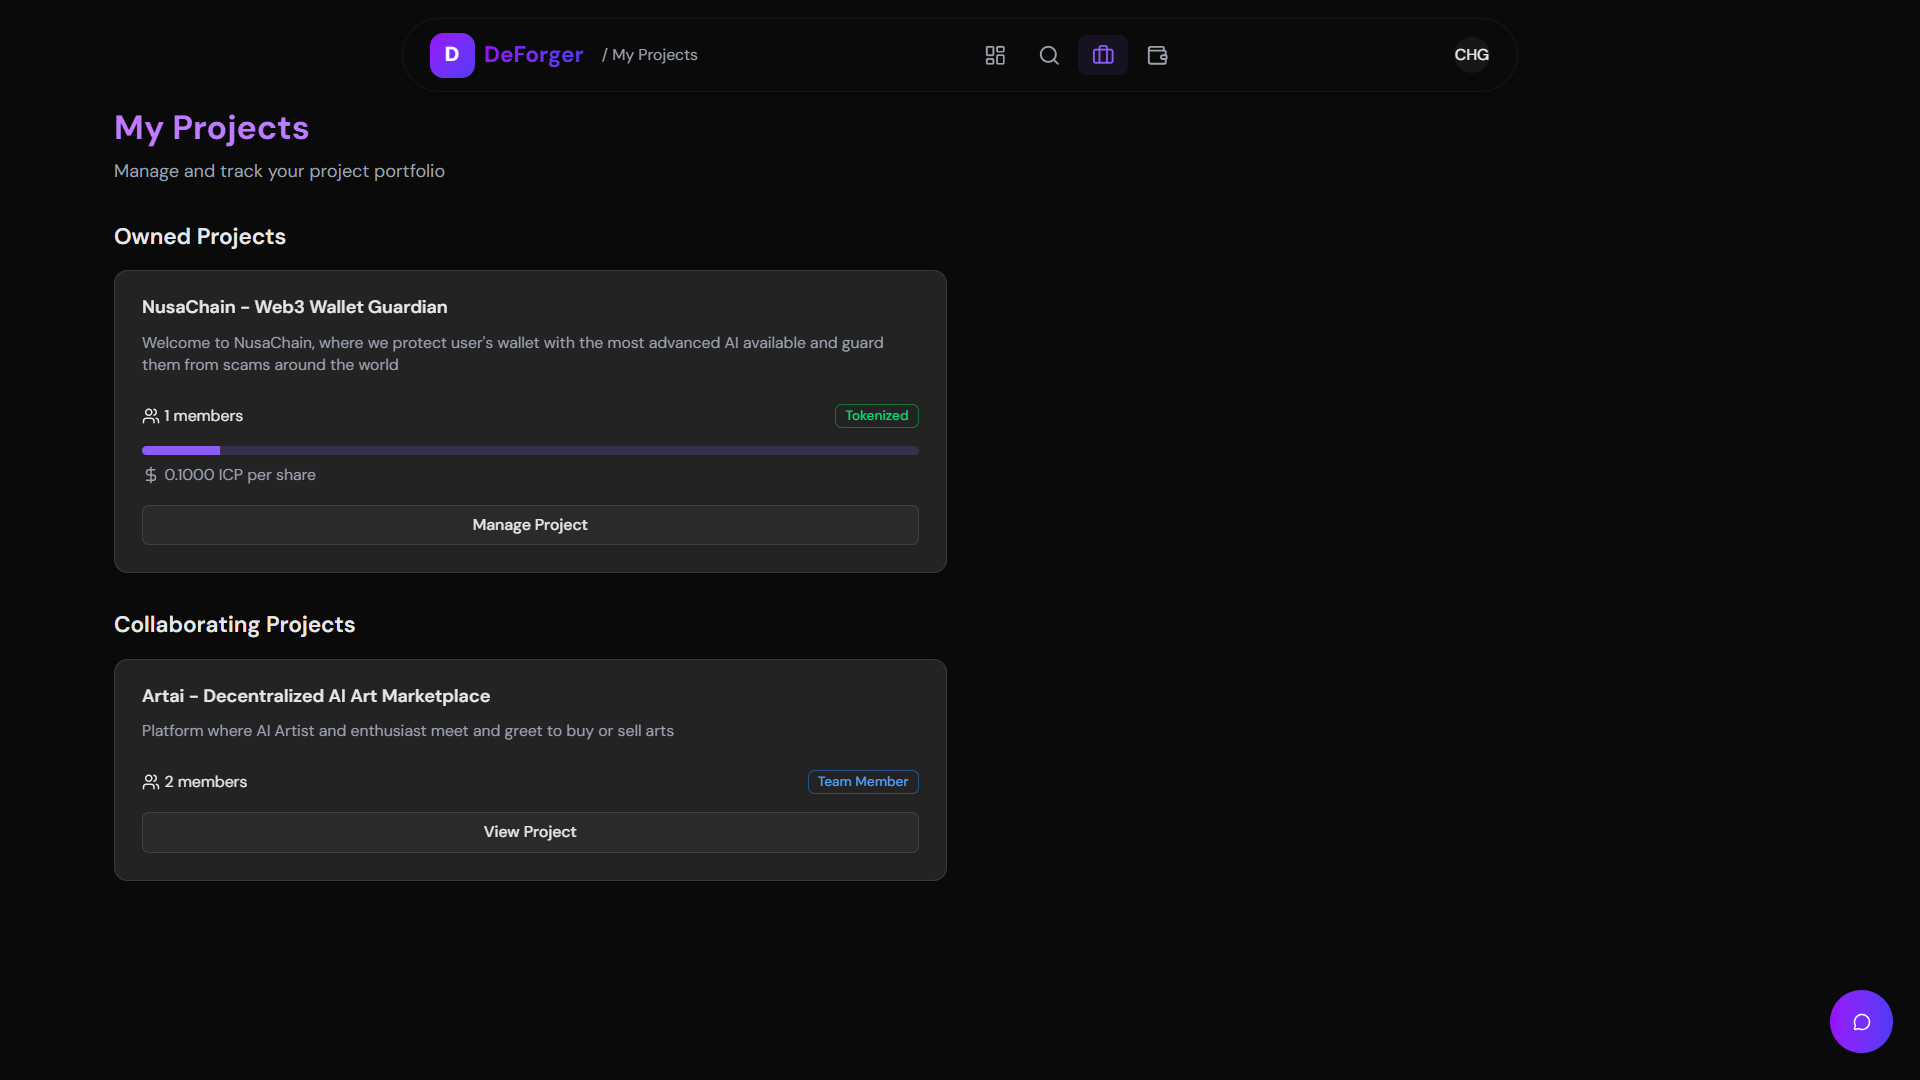 D DeForger / My Projects CHG
My Projects
Manage and track your project portfolio
Owned Projects
NusaChain - Web3 Wallet Guardian
Welcome to NusaChain, where we protect user's wallet with the most advanced AI available and guard
them from scams around the world
1 members Tokenized
$ 0.1000 ICP per share
Manage Project
Collaborating Projects
Artai - Decentralized AI Art Marketplace
Platform where AI Artist and enthusiast meet and greet to buy or sell arts
2 members Team Member
View Project